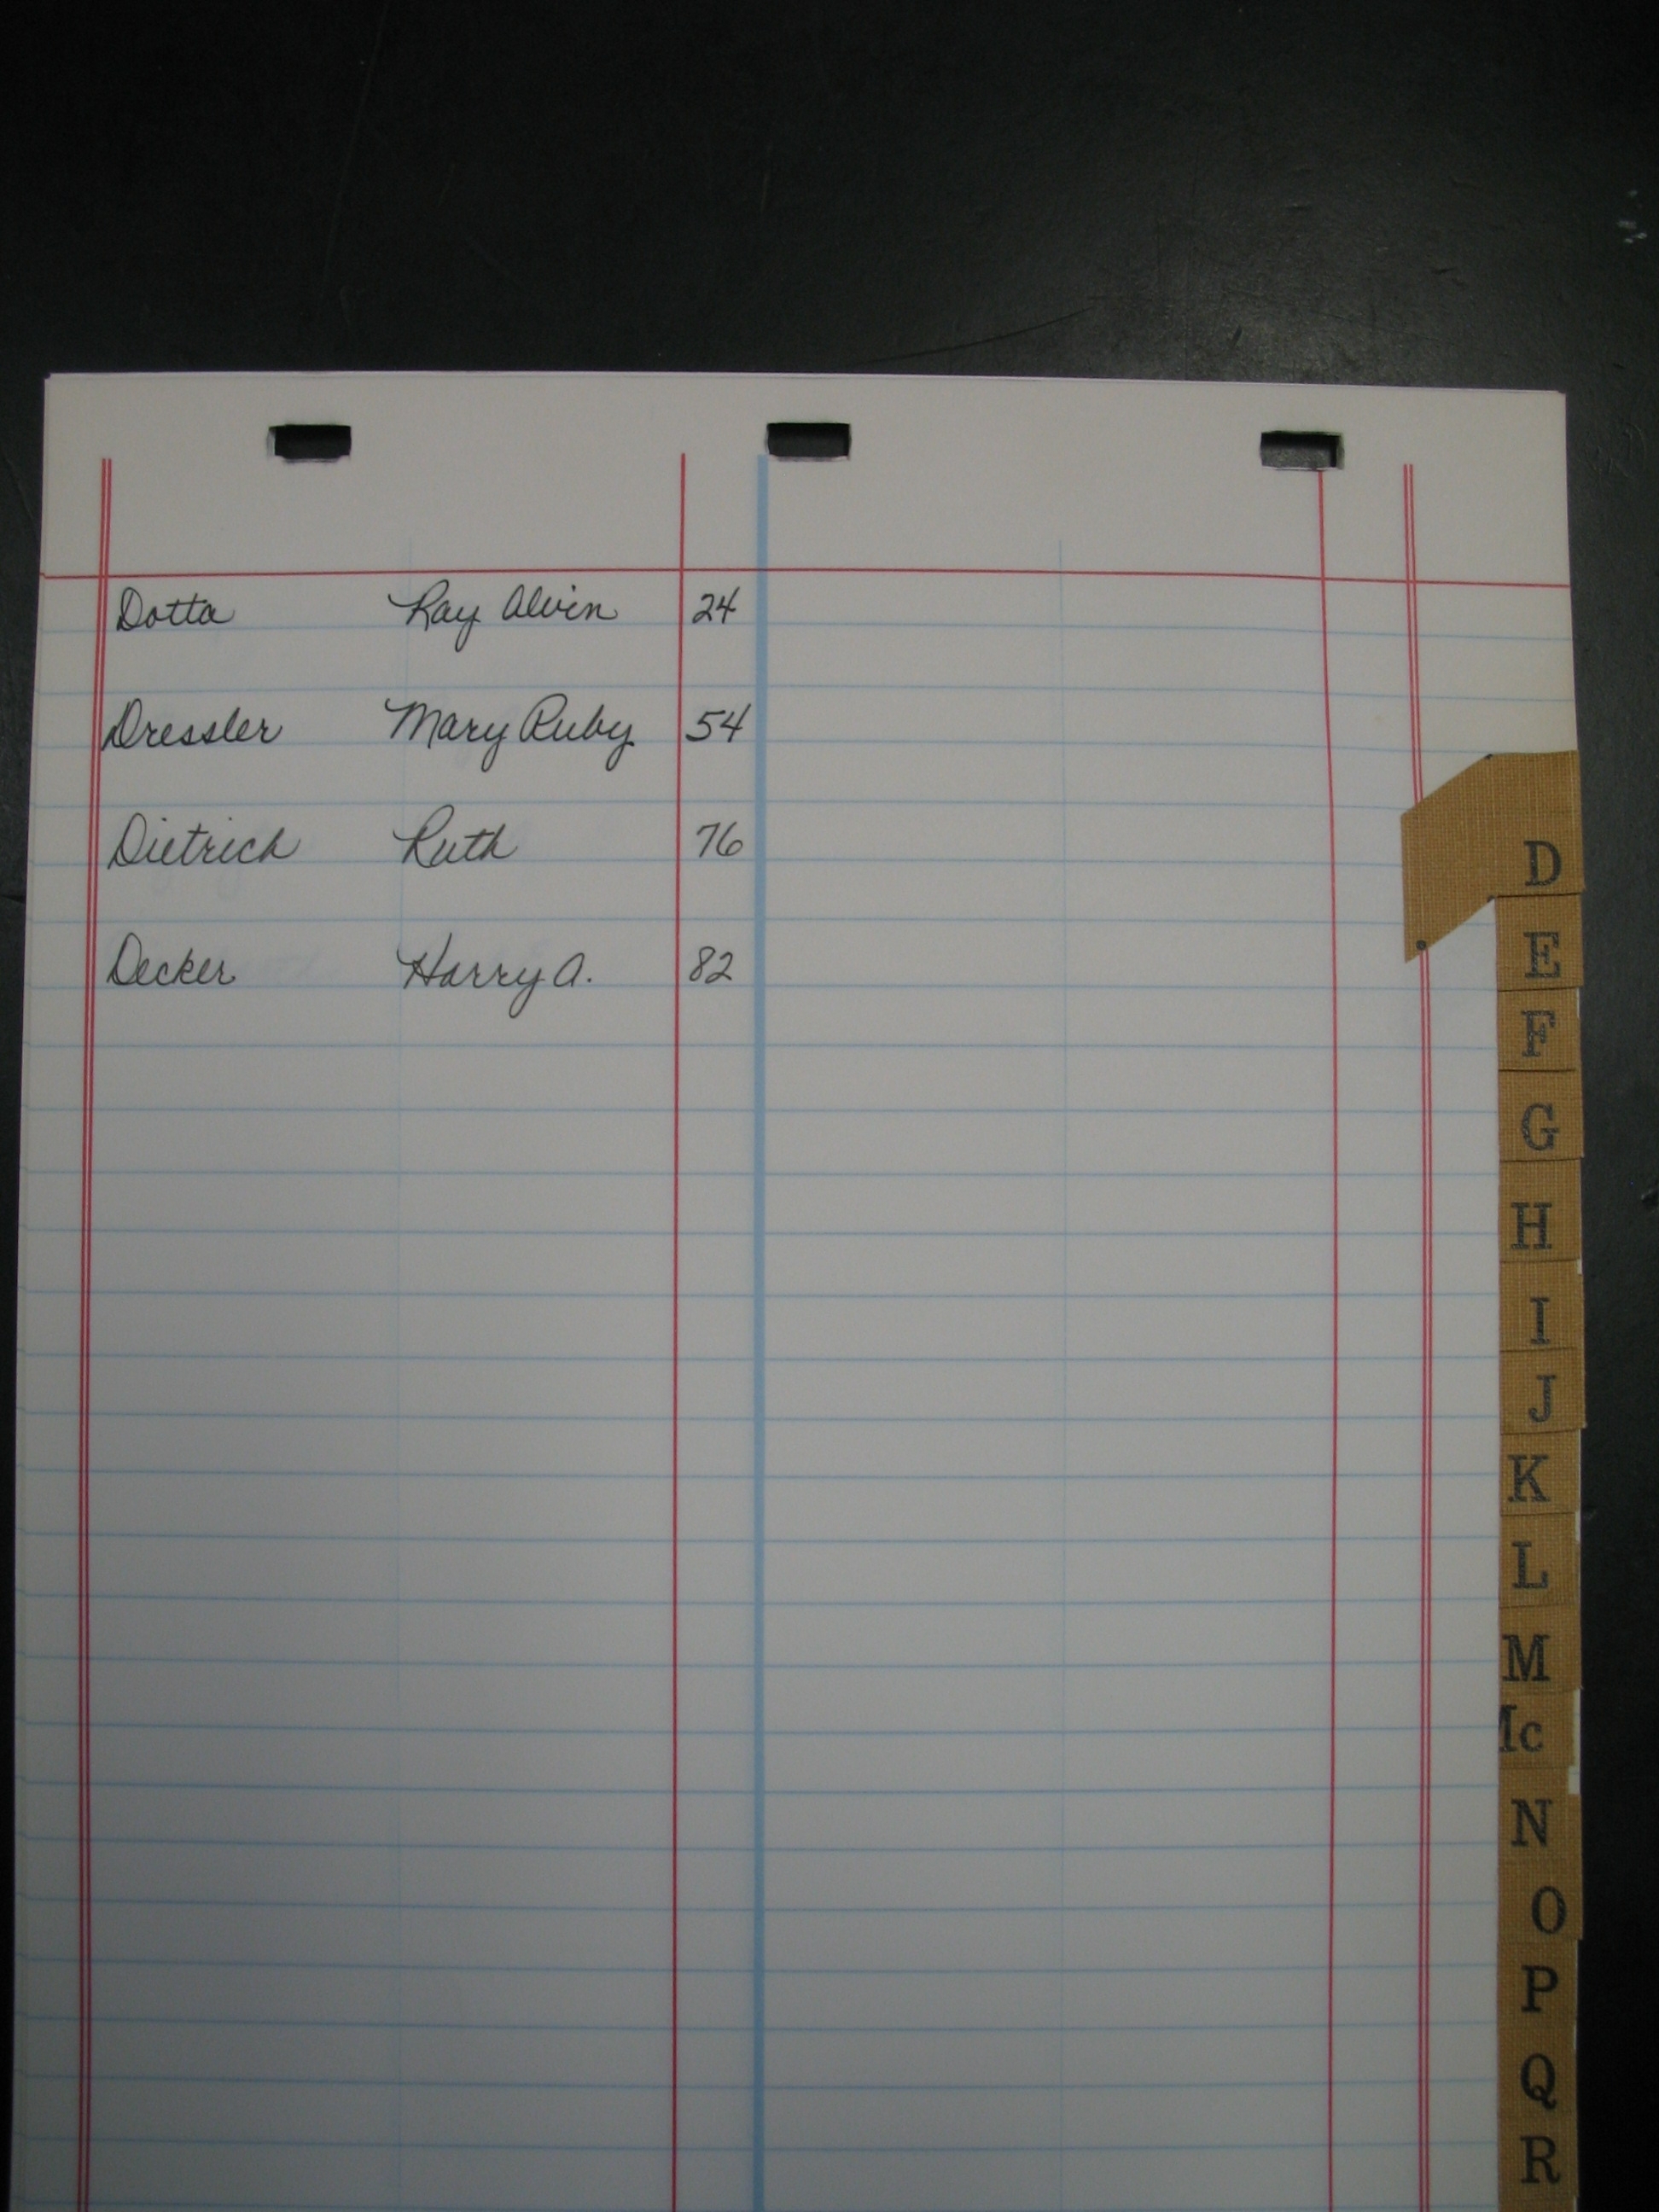 Dotta Ray Alvin 24
Dressler Mary Ruby 54
Dietrich Ruth 76
Decker Harry A. 82
D
E
F
G
H
I
J
K
L
M
Mc
N
O
P
Q
R